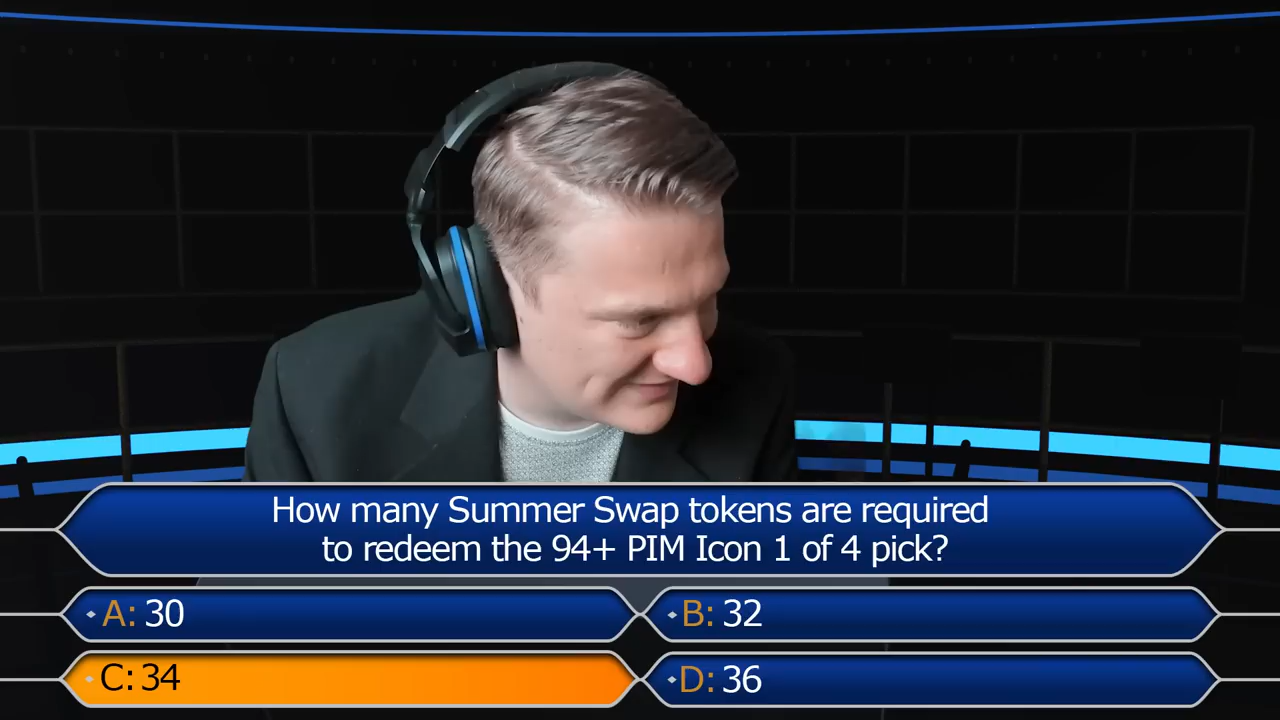 How many Summer Swap tokens are required
to redeem the 94+ PIM Icon 1 of 4 pick?
A: 30
B: 32
C: 34
D: 36